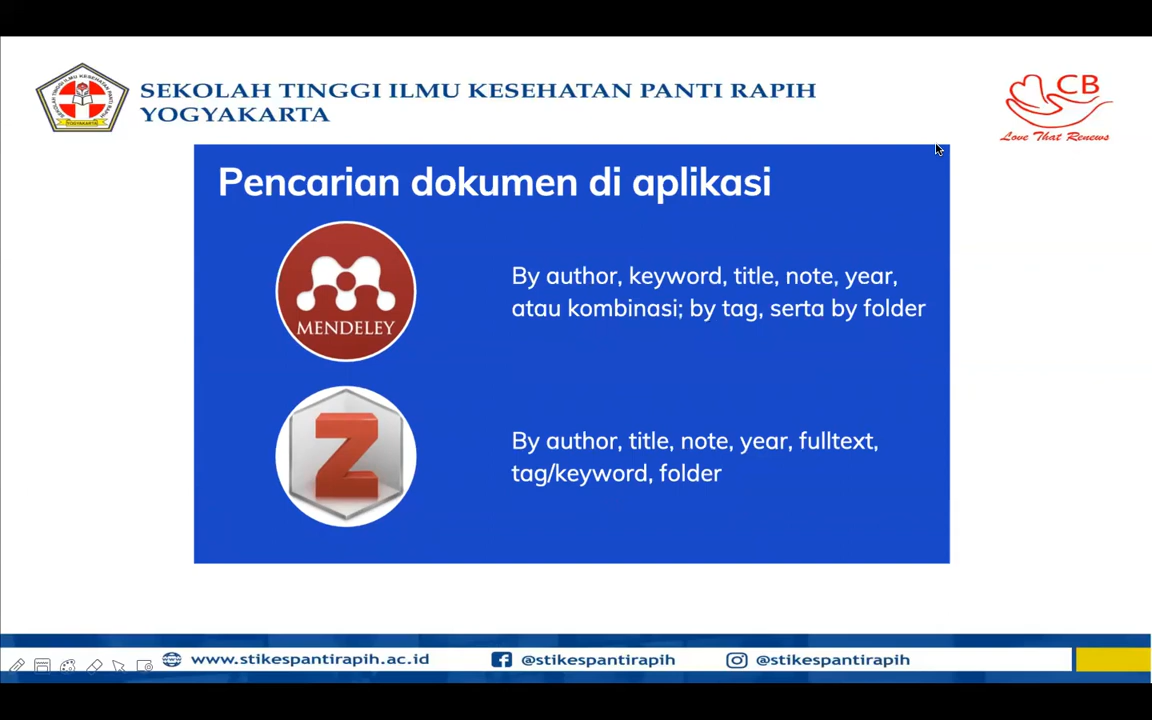 SEKOLAH TINGGI ILMU KESEHATAN PANTI RAPIH
YOGYAKARTA
CB
Love That Renews
Pencarian dokumen di aplikasi
MENDELEY
By author, keyword, title, note, year,
atau kombinasi; by tag, serta by folder
Z
By author, title, note, year, fulltext,
tag/keyword, folder
www.stikespantirapih.ac.id
@stikespantirapih
@stikespantirapih